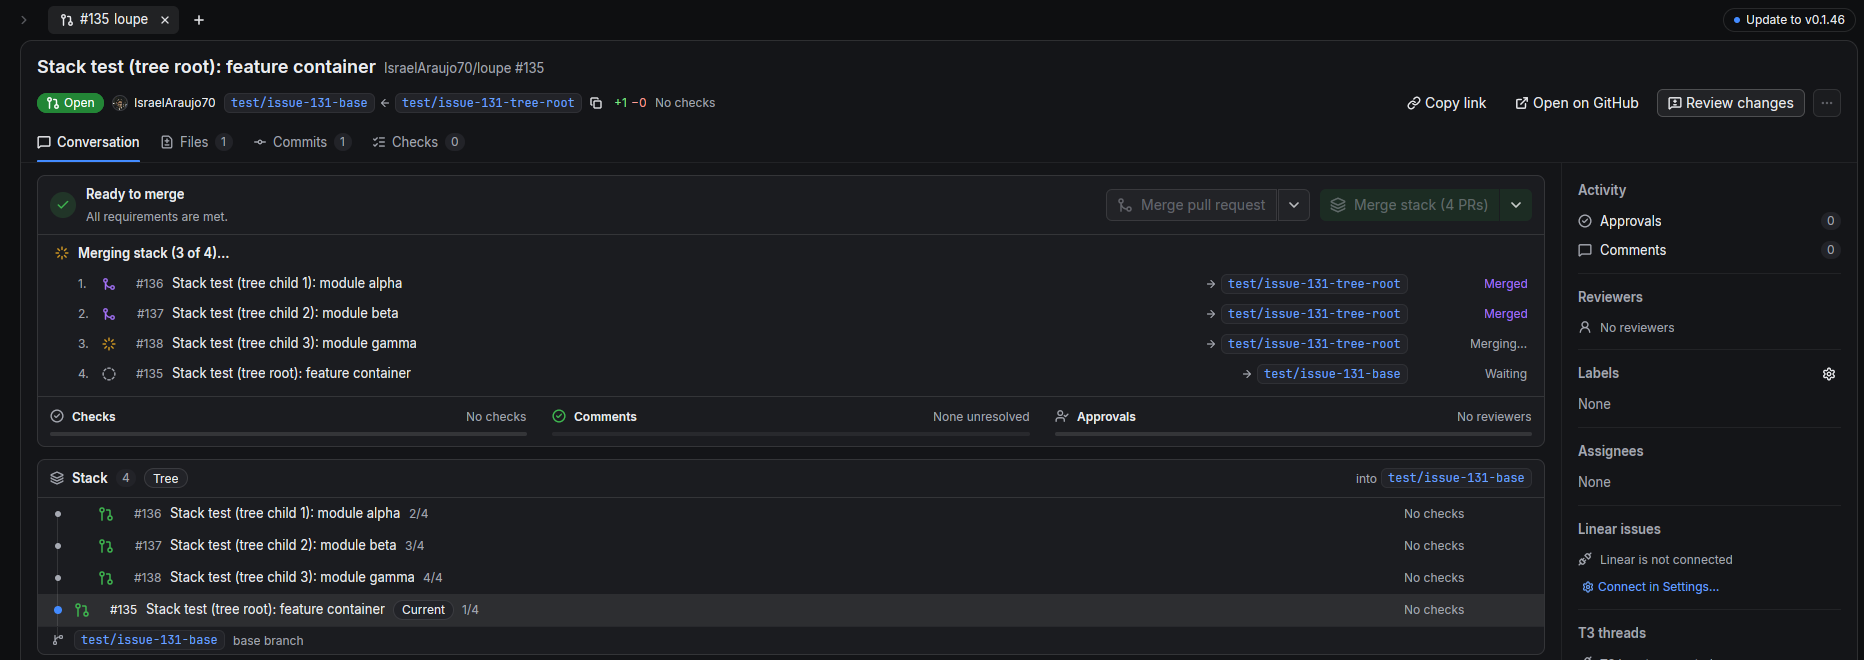 #135 loupe
Update to v0.1.46
Stack test (tree root): feature container IsraelAraujo70/loupe #135
Open IsraelAraujo70 test/issue-131-base ← test/issue-131-tree-root +1 −0 No checks
Copy link Open on GitHub Review changes
Conversation Files 1 Commits 1 Checks 0
Ready to merge
All requirements are met.
Merge pull request Merge stack (4 PRs)
Merging stack (3 of 4)...
1. #136 Stack test (tree child 1): module alpha → test/issue-131-tree-root Merged
2. #137 Stack test (tree child 2): module beta → test/issue-131-tree-root Merged
3. #138 Stack test (tree child 3): module gamma → test/issue-131-tree-root Merging...
4. #135 Stack test (tree root): feature container → test/issue-131-base Waiting
Checks No checks Comments None unresolved Approvals No reviewers
Stack 4 Tree into test/issue-131-base
#136 Stack test (tree child 1): module alpha 2/4 No checks
#137 Stack test (tree child 2): module beta 3/4 No checks
#138 Stack test (tree child 3): module gamma 4/4 No checks
#135 Stack test (tree root): feature container Current 1/4 No checks
test/issue-131-base base branch
Activity
Approvals 0
Comments 0
Reviewers
No reviewers
Labels
None
Assignees
None
Linear issues
Linear is not connected
Connect in Settings...
T3 threads